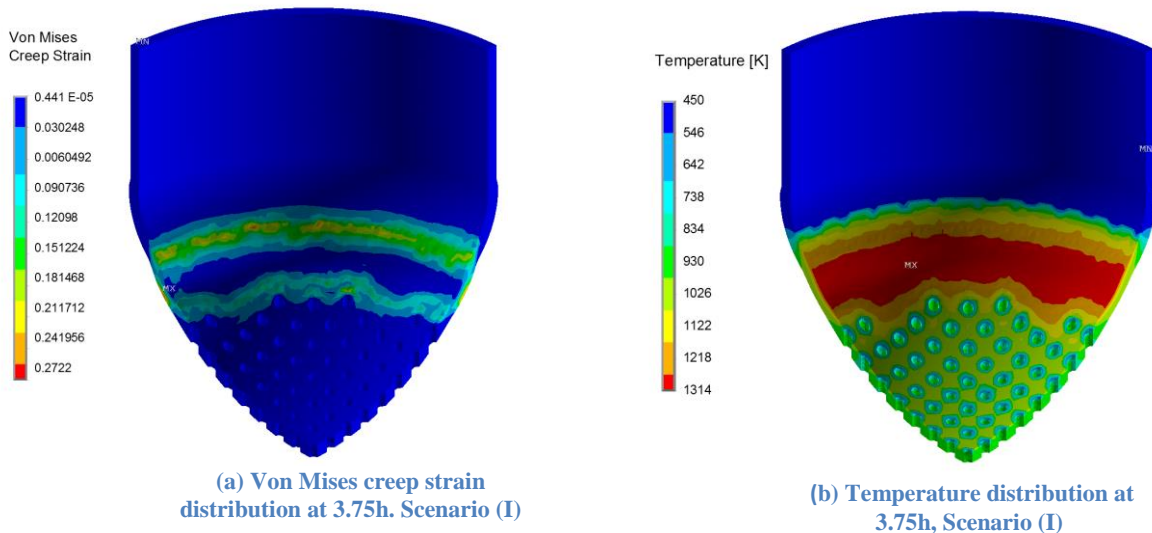 Von Mises
Creep Strain
0.441 E-05
0.030248
0.0060492
0.090736
0.12098
0.151224
0.181468
0.211712
0.241956
0.2722
MN
MX
(a) Von Mises creep strain
distribution at 3.75h. Scenario (I)
Temperature [K]
450
546
642
738
834
930
1026
1122
1218
1314
MN
MX
(b) Temperature distribution at
3.75h, Scenario (I)